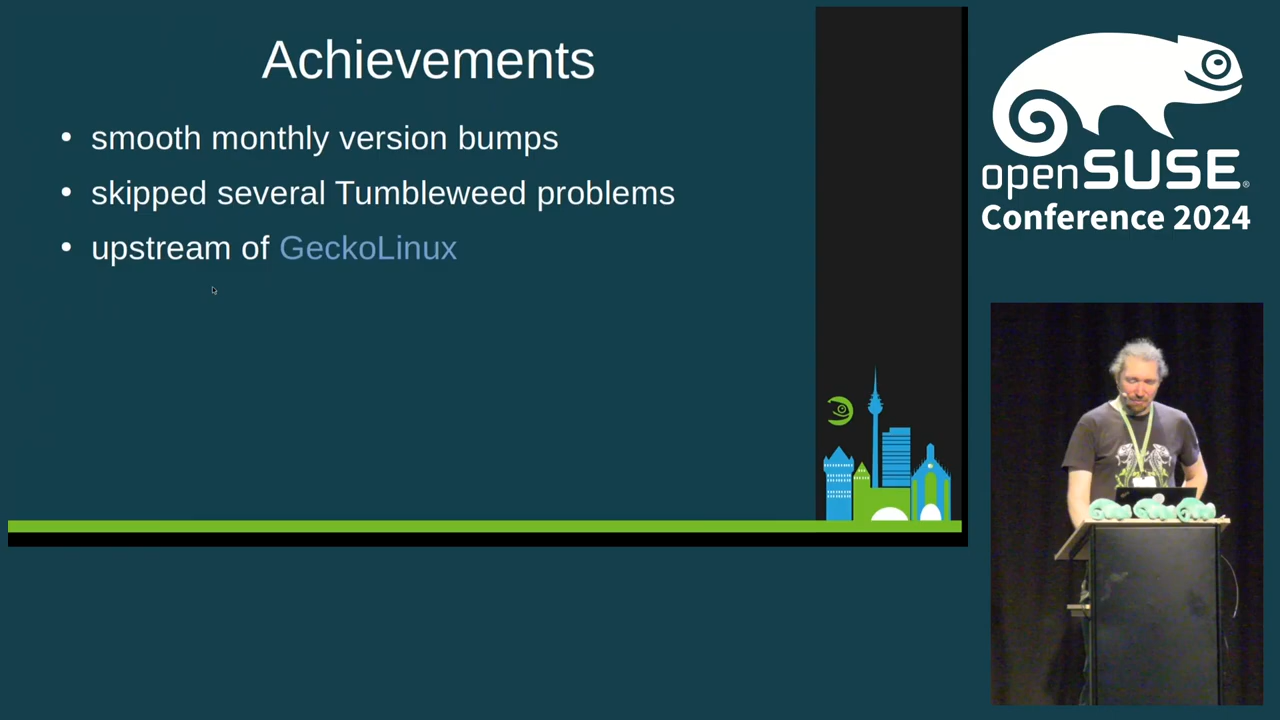 Achievements
• smooth monthly version bumps
• skipped several Tumbleweed problems
• upstream of GeckoLinux
openSUSE®
Conference 2024